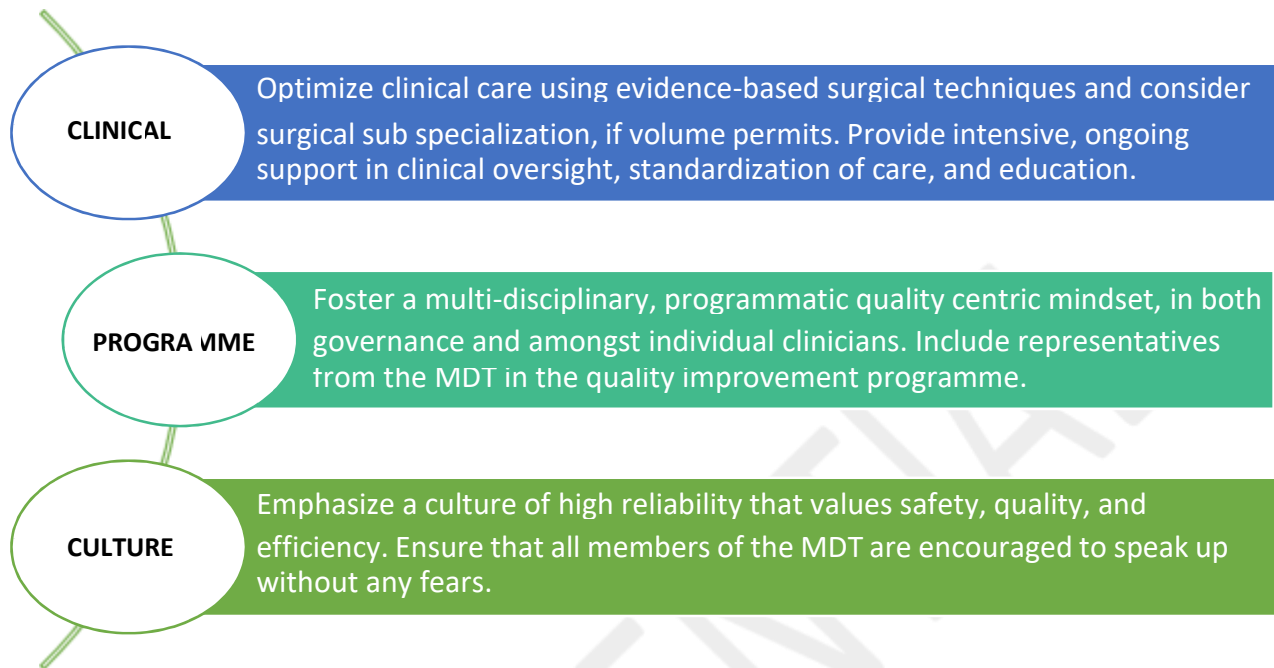 CLINICAL
Optimize clinical care using evidence-based surgical techniques and consider
surgical sub specialization, if volume permits. Provide intensive, ongoing
support in clinical oversight, standardization of care, and education.
PROGRAMME
Foster a multi-disciplinary, programmatic quality centric mindset, in both
governance and amongst individual clinicians. Include representatives
from the MDT in the quality improvement programme.
CULTURE
Emphasize a culture of high reliability that values safety, quality, and
efficiency. Ensure that all members of the MDT are encouraged to speak up
without any fears.